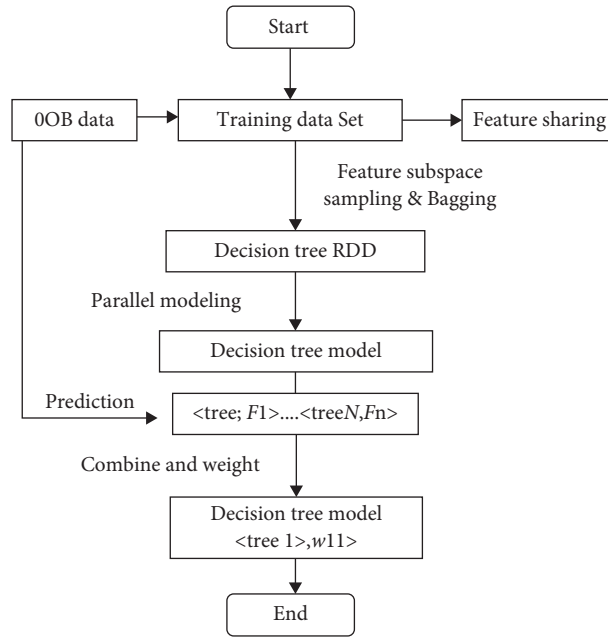 Start
0OB data
Training data Set
Feature sharing
Feature subspace
sampling & Bagging
Decision tree RDD
Parallel modeling
Decision tree model
Prediction
<tree; F1>....<treeN,Fn>
Combine and weight
Decision tree model
<tree 1>,w11>
End